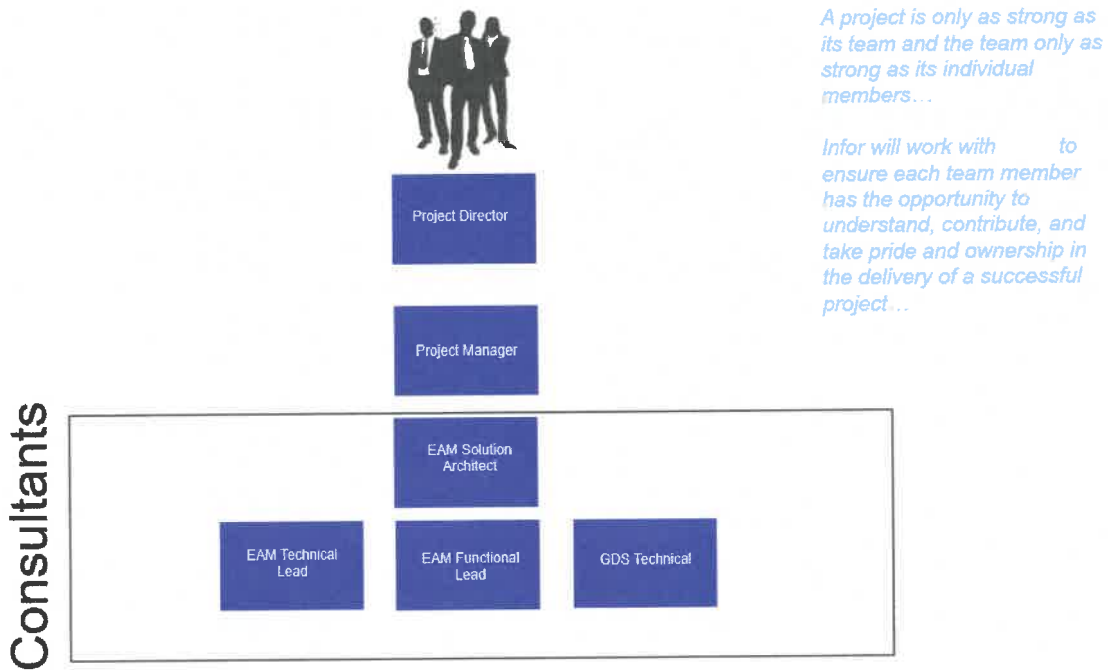 A project is only as strong as
its team and the team only as
strong as its individual
members...
Infor will work with to
ensure each team member
has the opportunity to
understand, contribute, and
take pride and ownership in
the delivery of a successful
project...
Project Director
Project Manager
Consultants
EAM Solution
Architect
EAM Technical
Lead
EAM Functional
Lead
GDS Technical